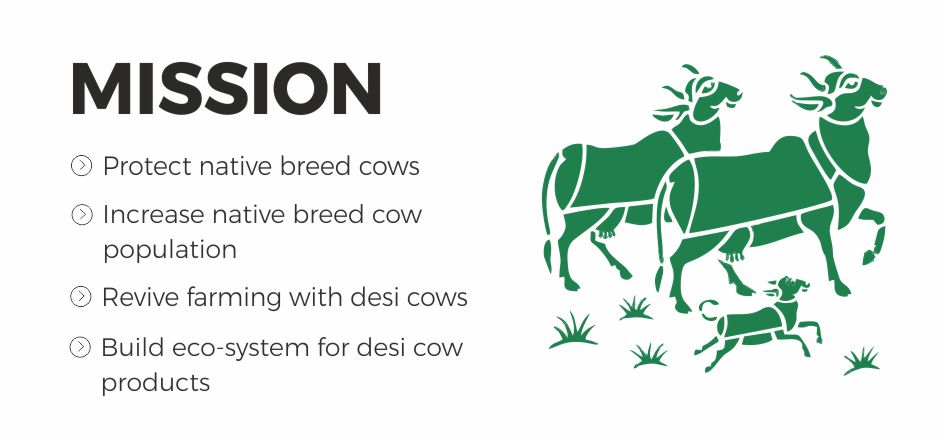 MISSION
Protect native breed cows
Increase native breed cow
population
Revive farming with desi cows
Build eco-system for desi cow
products